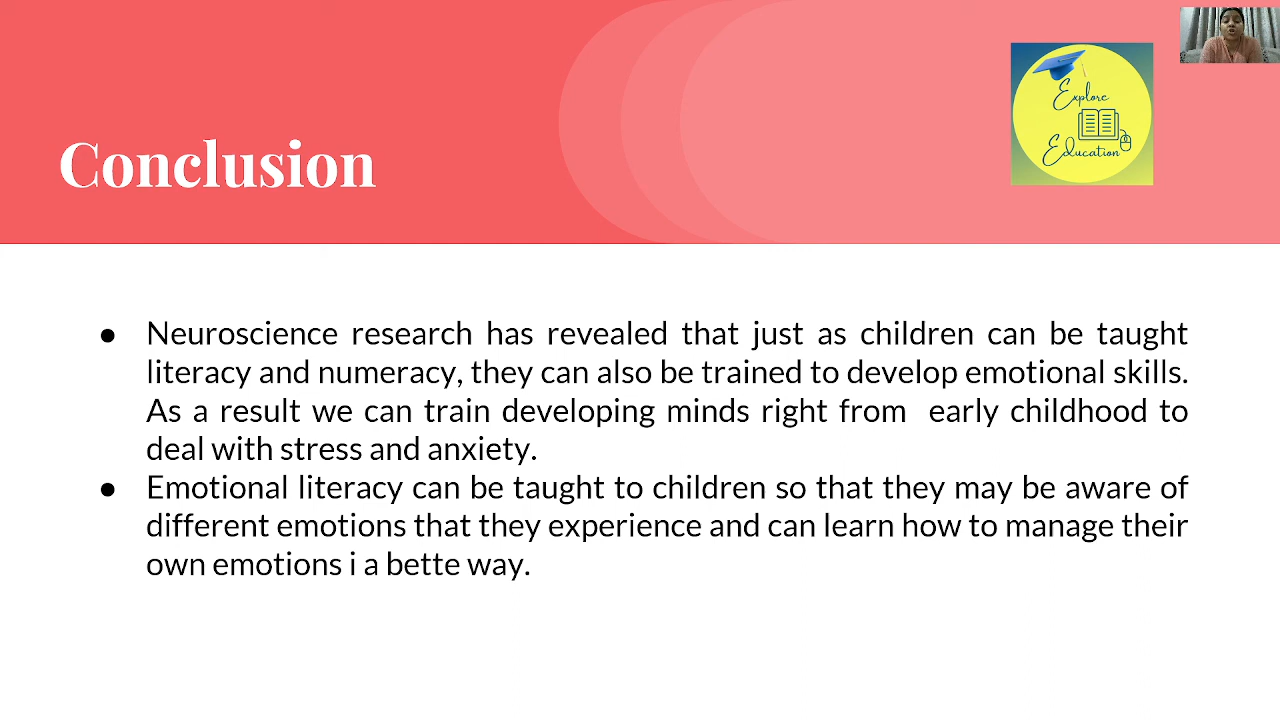 Explore
Education
Conclusion
● Neuroscience research has revealed that just as children can be taught
literacy and numeracy, they can also be trained to develop emotional skills.
As a result we can train developing minds right from  early childhood to
deal with stress and anxiety.
● Emotional literacy can be taught to children so that they may be aware of
different emotions that they experience and can learn how to manage their
own emotions i a bette way.